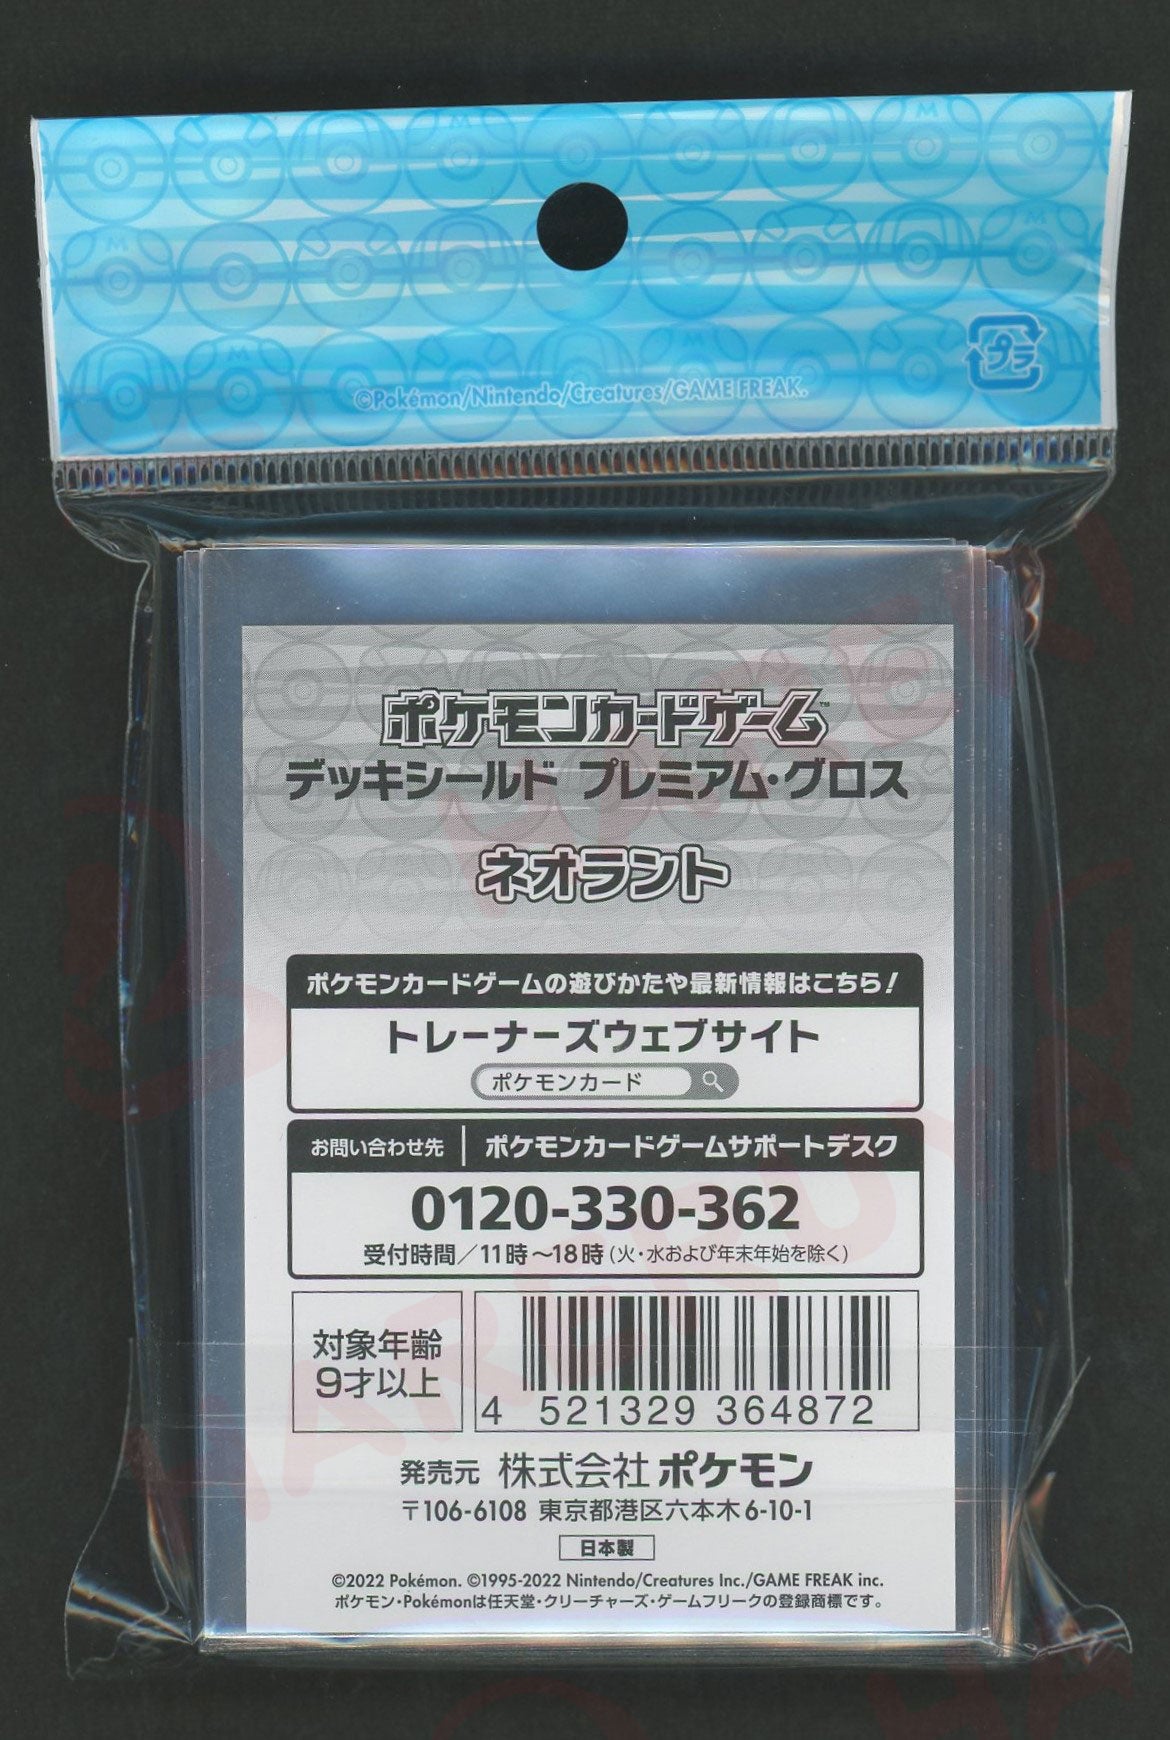 プラ
©Pokémon/Nintendo/Creatures/GAME FREAK.
ポケモンカードゲーム™
デッキシールド プレミアム・グロス
ネオラント
ポケモンカードゲームの遊びかたや最新情報はこちら！
トレーナーズウェブサイト
ポケモンカード
お問い合わせ先 ポケモンカードゲームサポートデスク
0120-330-362
受付時間／11時～18時(火・水および年末年始を除く)
対象年齢
9才以上
4 521329 364872
発売元 株式会社ポケモン
〒106-6108 東京都港区六本木6-10-1
日本製
©2022 Pokémon. ©1995-2022 Nintendo/Creatures Inc./GAME FREAK inc.
ポケモン・Pokémonは任天堂・クリーチャーズ・ゲームフリークの登録商標です。